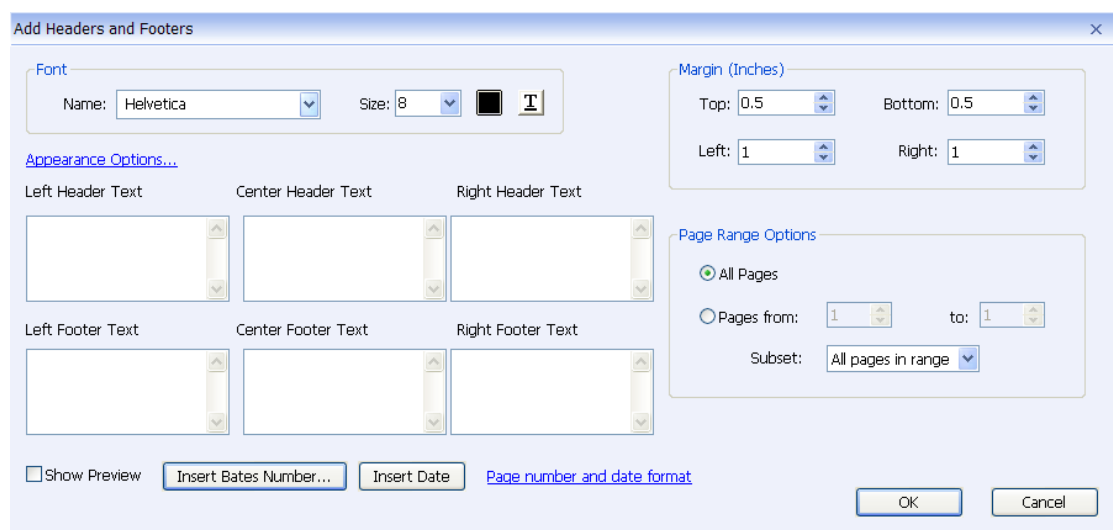 Add Headers and Footers
Font
Name: Helvetica Size: 8 T
Appearance Options...
Left Header Text Center Header Text Right Header Text
Left Footer Text Center Footer Text Right Footer Text
Show Preview Insert Bates Number... Insert Date Page number and date format
Margin (Inches)
Top: 0.5 Bottom: 0.5
Left: 1 Right: 1
Page Range Options
All Pages
Pages from: 1 to: 1
Subset: All pages in range
OK Cancel